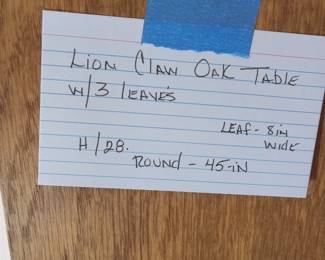 Lion Claw Oak Table
w/3 leaves
Leaf - 8in
wide
H/28.
Round - 45-in